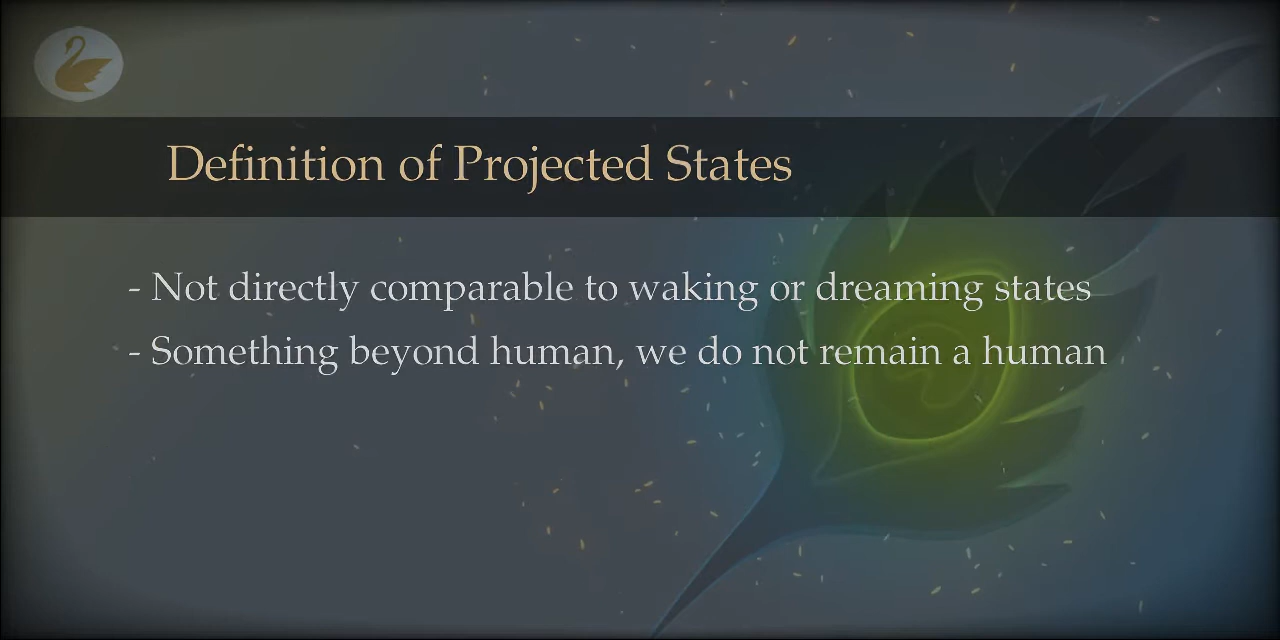 Definition of Projected States
- Not directly comparable to waking or dreaming states
- Something beyond human, we do not remain a human